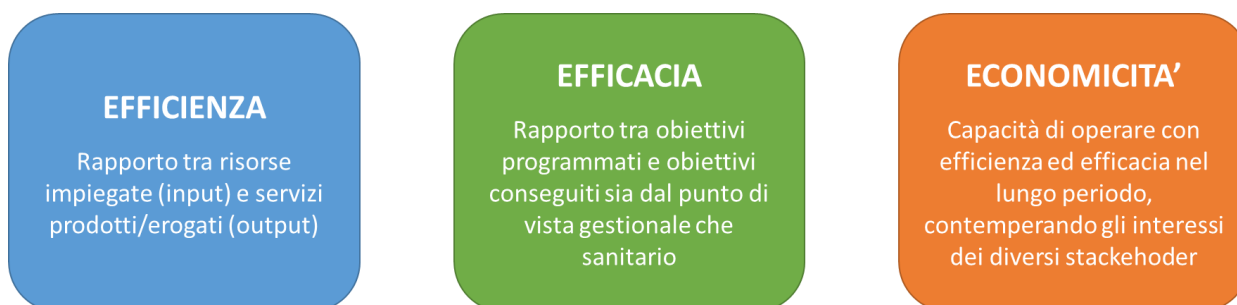 EFFICIENZA
Rapporto tra risorse
impiegate (input) e servizi
prodotti/erogati (output)
EFFICACIA
Rapporto tra obiettivi
programmati e obiettivi
conseguiti sia dal punto di
vista gestionale che
sanitario
ECONOMICITA’
Capacità di operare con
efficienza ed efficacia nel
lungo periodo,
contemperando gli interessi
dei diversi stackehoder